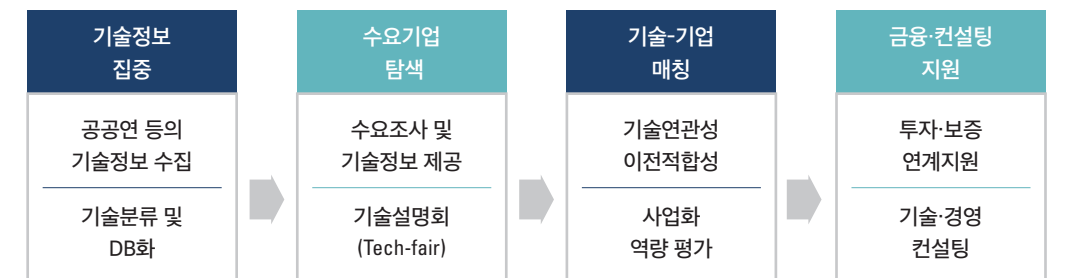 기술정보
집중
공공연 등의
기술정보 수집
기술분류 및
DB화
수요기업
탐색
수요조사 및
기술정보 제공
기술설명회
(Tech-fair)
기술-기업
매칭
기술연관성
이전적합성
사업화
역량 평가
금융·컨설팅
지원
투자·보증
연계지원
기술·경영
컨설팅